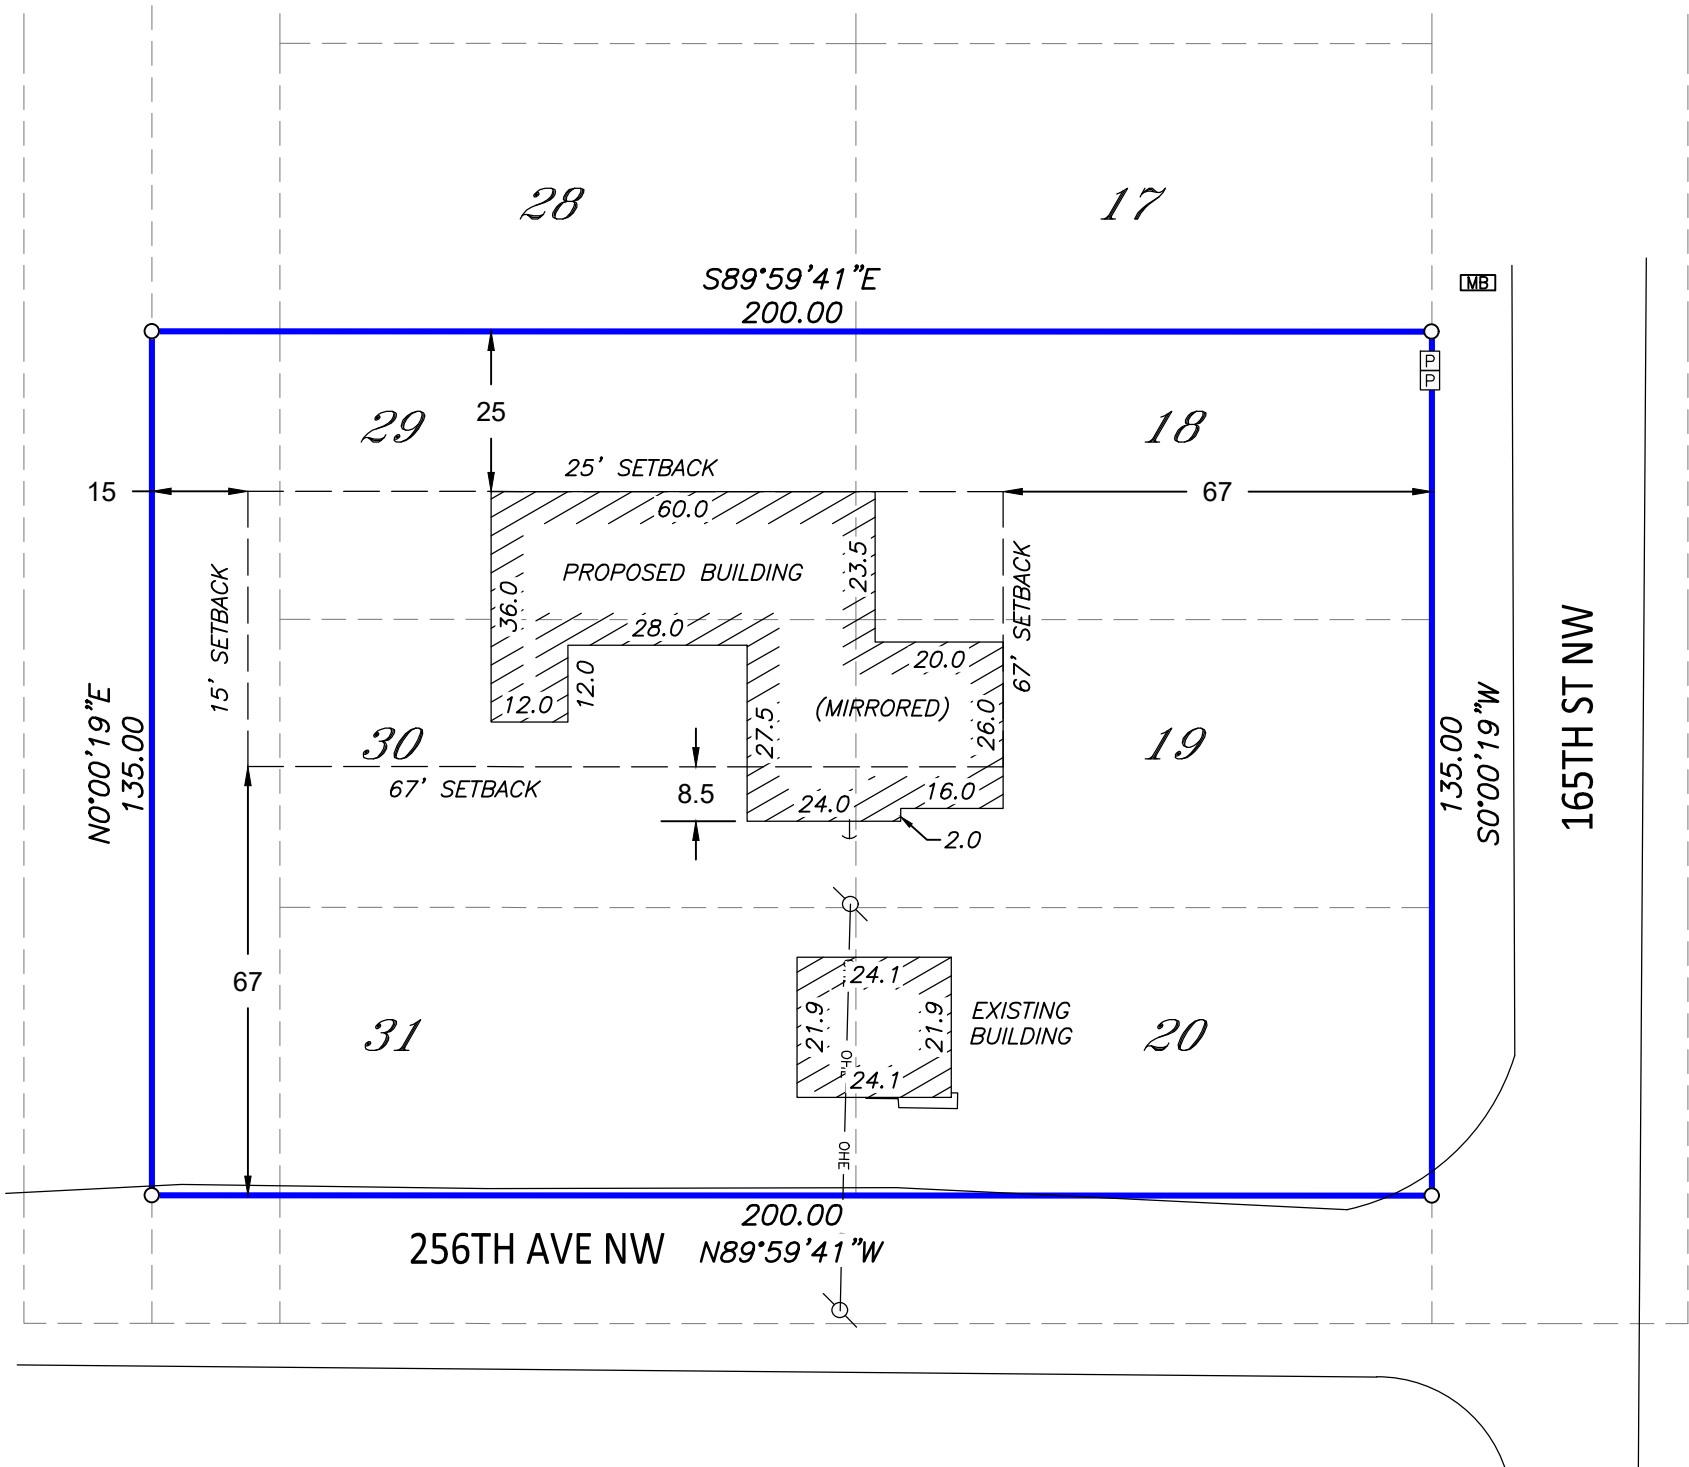 28
17
S89°59'41"E
200.00
MB
P
P
25
29
18
25' SETBACK
15
67
60.0
PROPOSED BUILDING
23.5
36.0
28.0
15' SETBACK
67' SETBACK
20.0
12.0
12.0
(MIRRORED)
27.5
26.0
N0°00'19"E
135.00
30
19
135.00
S0°00'19"W
165TH ST NW
67' SETBACK
8.5
24.0
16.0
2.0
67
24.1
21.9
21.9
EXISTING
BUILDING
31
20
OHE
24.1
OHE
200.00
256TH AVE NW
N89°59'41"W